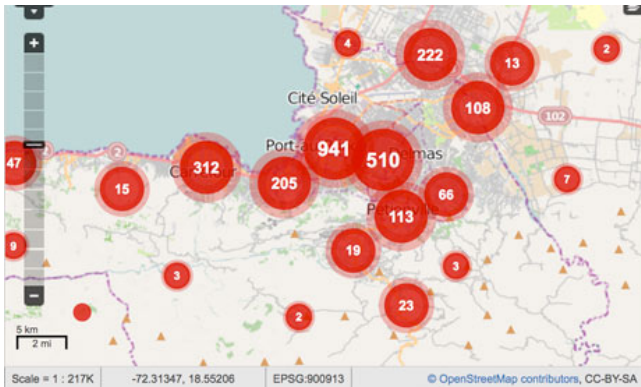 4
222
13
2
Cité Soleil
108
102
Port-au
941
510
mas
47
2
312
205
15
66
7
113
Pet
19
9
3
3
23
2
5 km
2 mi
Scale = 1 : 217K
-72.31347, 18.55206
EPSG:900913
© OpenStreetMap contributors, CC-BY-SA